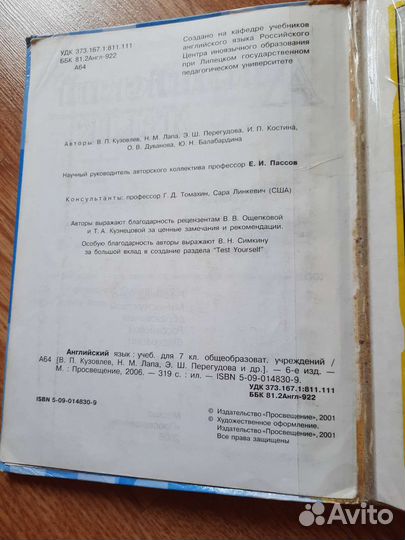 УДК 373.167.1:811.111
ББК 81.2Англ-922
А64
Создано на кафедре учебников
английского языка Российского
Центра иноязычного образования
при Липецком государственном
педагогическом университете
Авторы: В. П. Кузовлев, Н. М. Лапа, Э. Ш. Перегудова, И. П. Костина,
О. В. Дуванова, Ю. Н. Балабардина
Научный руководитель авторского коллектива профессор Е. И. Пассов
Консультанты: профессор Г. Д. Томахин, Сара Линкевич (США)
Авторы выражают благодарность рецензентам В. В. Ощепковой
и Т. А. Кузнецовой за ценные замечания и рекомендации.
Особую благодарность авторы выражают В. Н. Симкину
за большой вклад в создание раздела "Test Yourself"
Английский язык : учеб. для 7 кл. общеобразоват. учреждений /
А64 [В. П. Кузовлев, Н. М. Лапа, Э. Ш. Перегудова и др.]. — 6-е изд. —
М. : Просвещение, 2006. — 319 с. : ил. — ISBN 5-09-014830-9.
УДК 373.167.1:811.111
ББК 81.2Англ-922
ISBN 5-09-014830-9
© Издательство "Просвещение", 2001
© Художественное оформление.
Издательство "Просвещение", 2001
Все права защищены
Avito